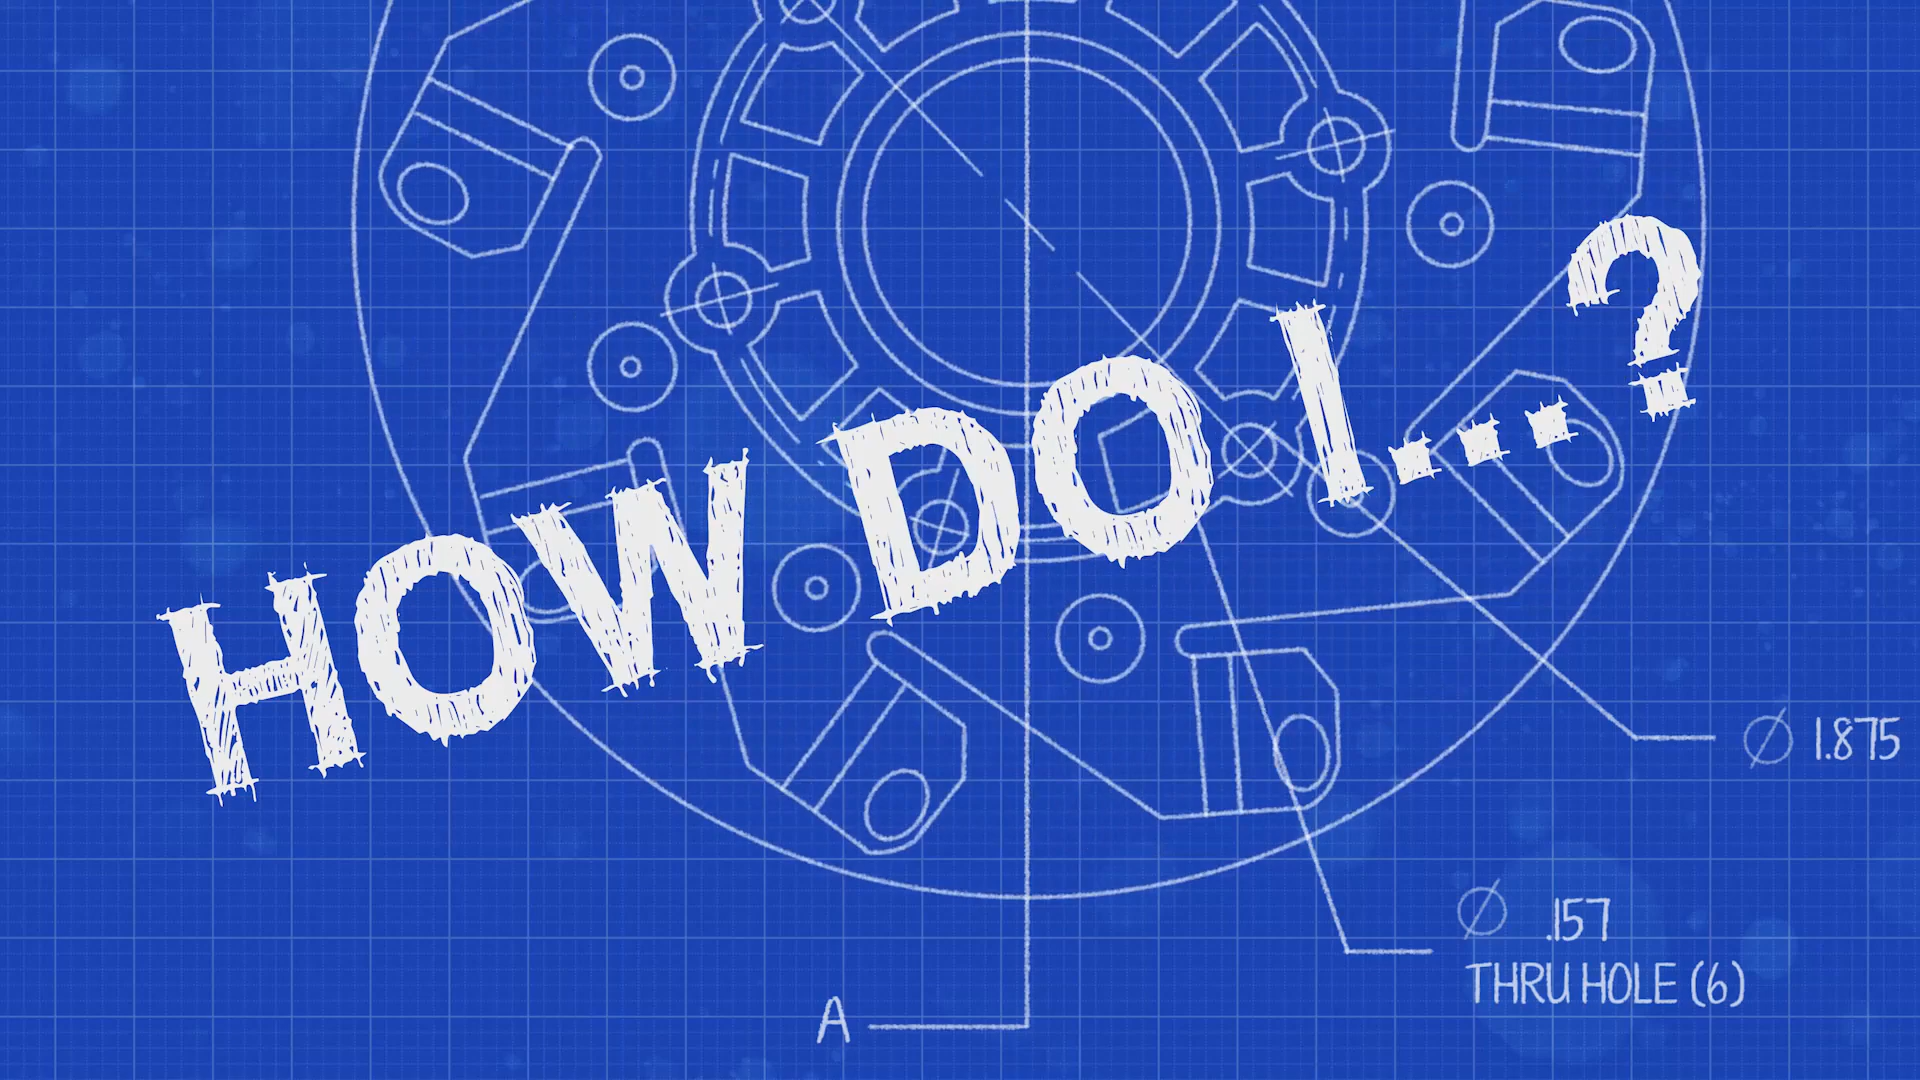 HOW DO I...?
Ø 1.875
Ø .157
THRU HOLE (6)
A